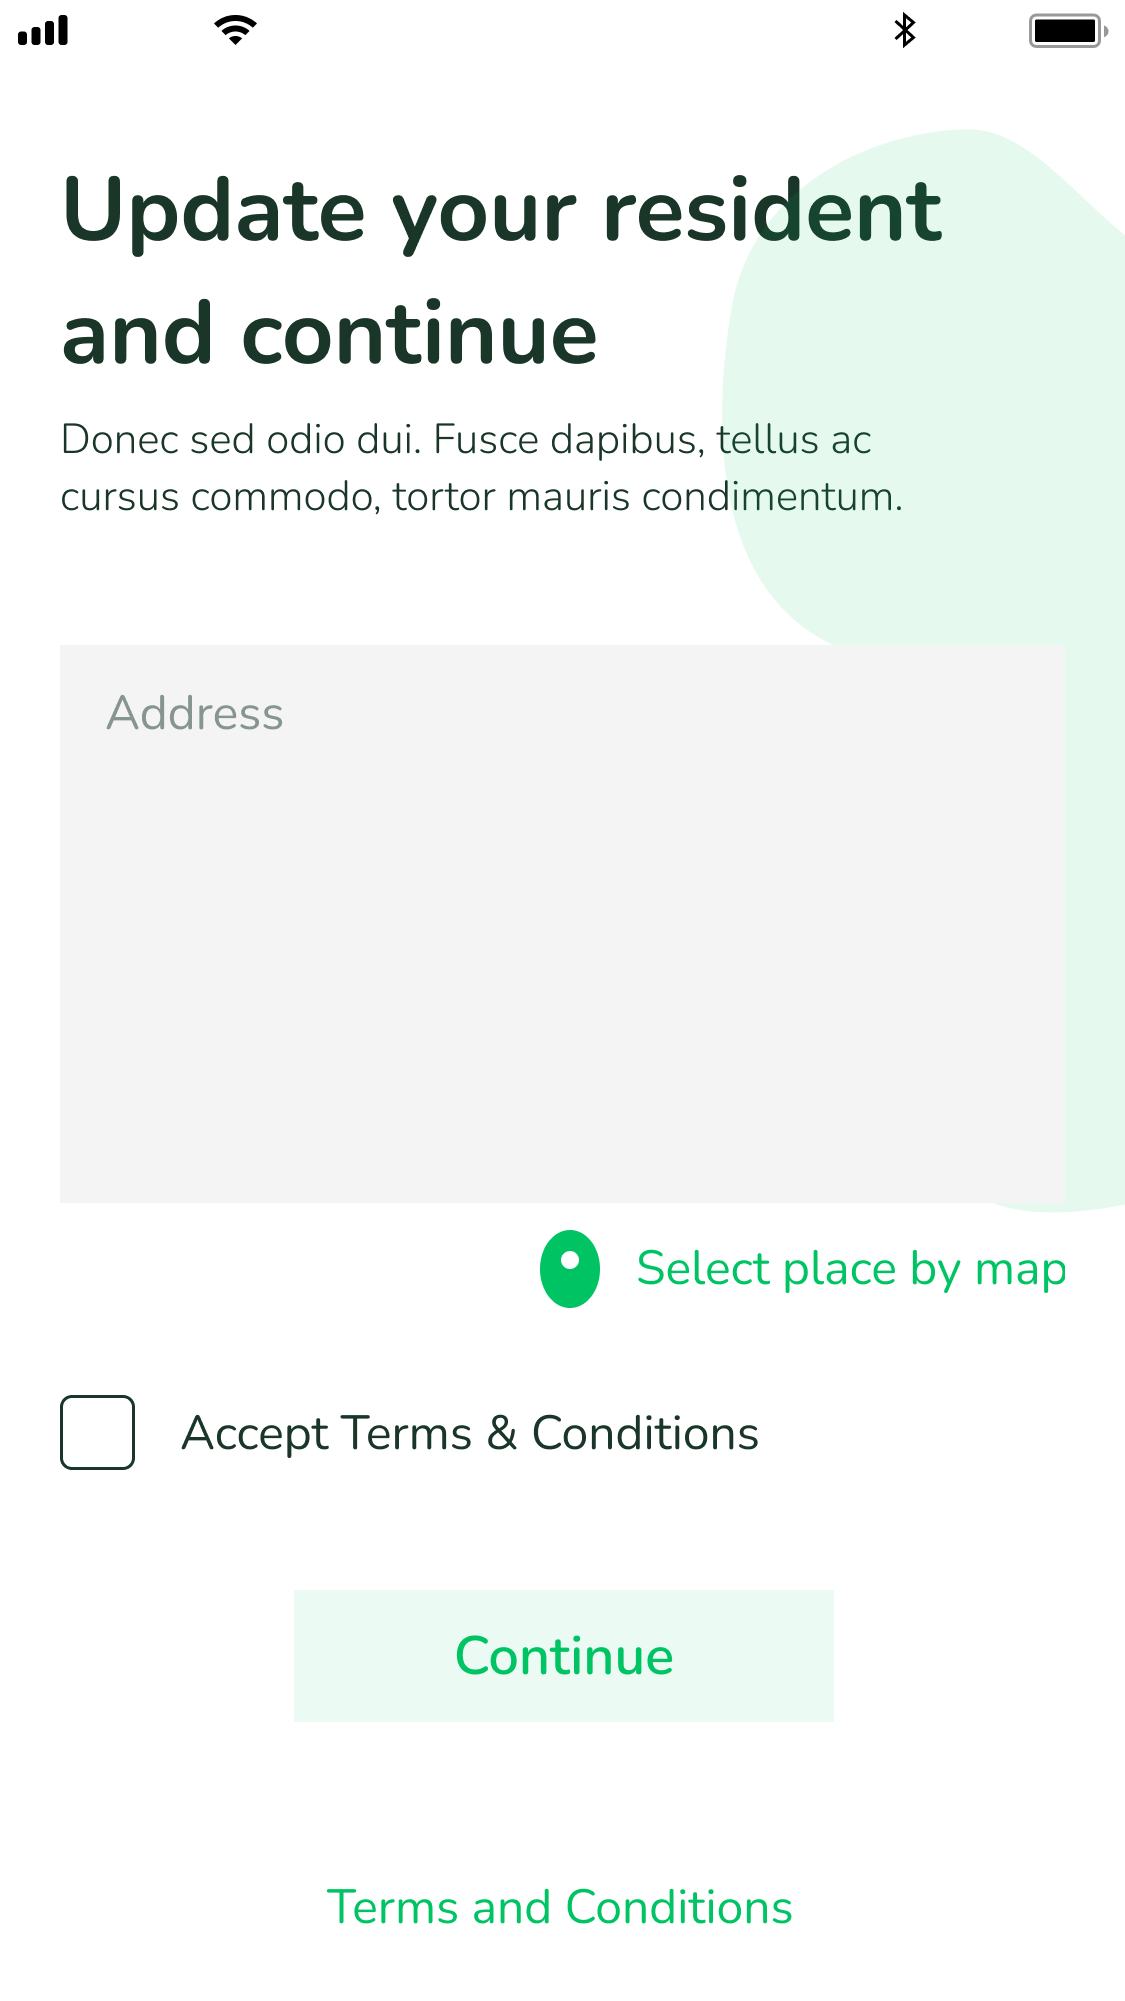 Update your resident
and continue
Donec sed odio dui. Fusce dapibus, tellus ac
cursus commodo, tortor mauris condimentum.
Address
Select place by map
Accept Terms & Conditions
Continue
Terms and Conditions